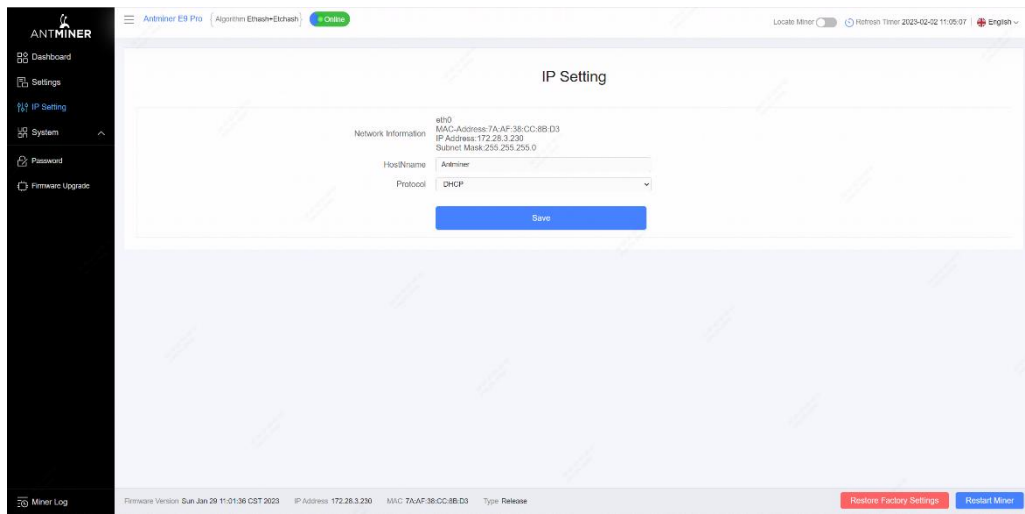 ANTMINER
Antminer E9 Pro Algorithm Ethash+Etchash Online
Locate Miner Refresh Timer 2023-02-02 11:05:07 English
Dashboard
Settings
IP Setting
System
Password
Firmware Upgrade
Miner Log
IP Setting
Network Information
eth0
MAC-Address:7A:AF:38:CC:8B:D3
IP Address:172.28.3.230
Subnet Mask:255.255.255.0
HostNname Antminer
Protocol DHCP
Save
Firmware Version Sun Jan 29 11:01:36 CST 2023 IP Address 172.28.3.230 MAC 7A:AF:38:CC:8B:D3 Type Release
Restore Factory Settings Restart Miner